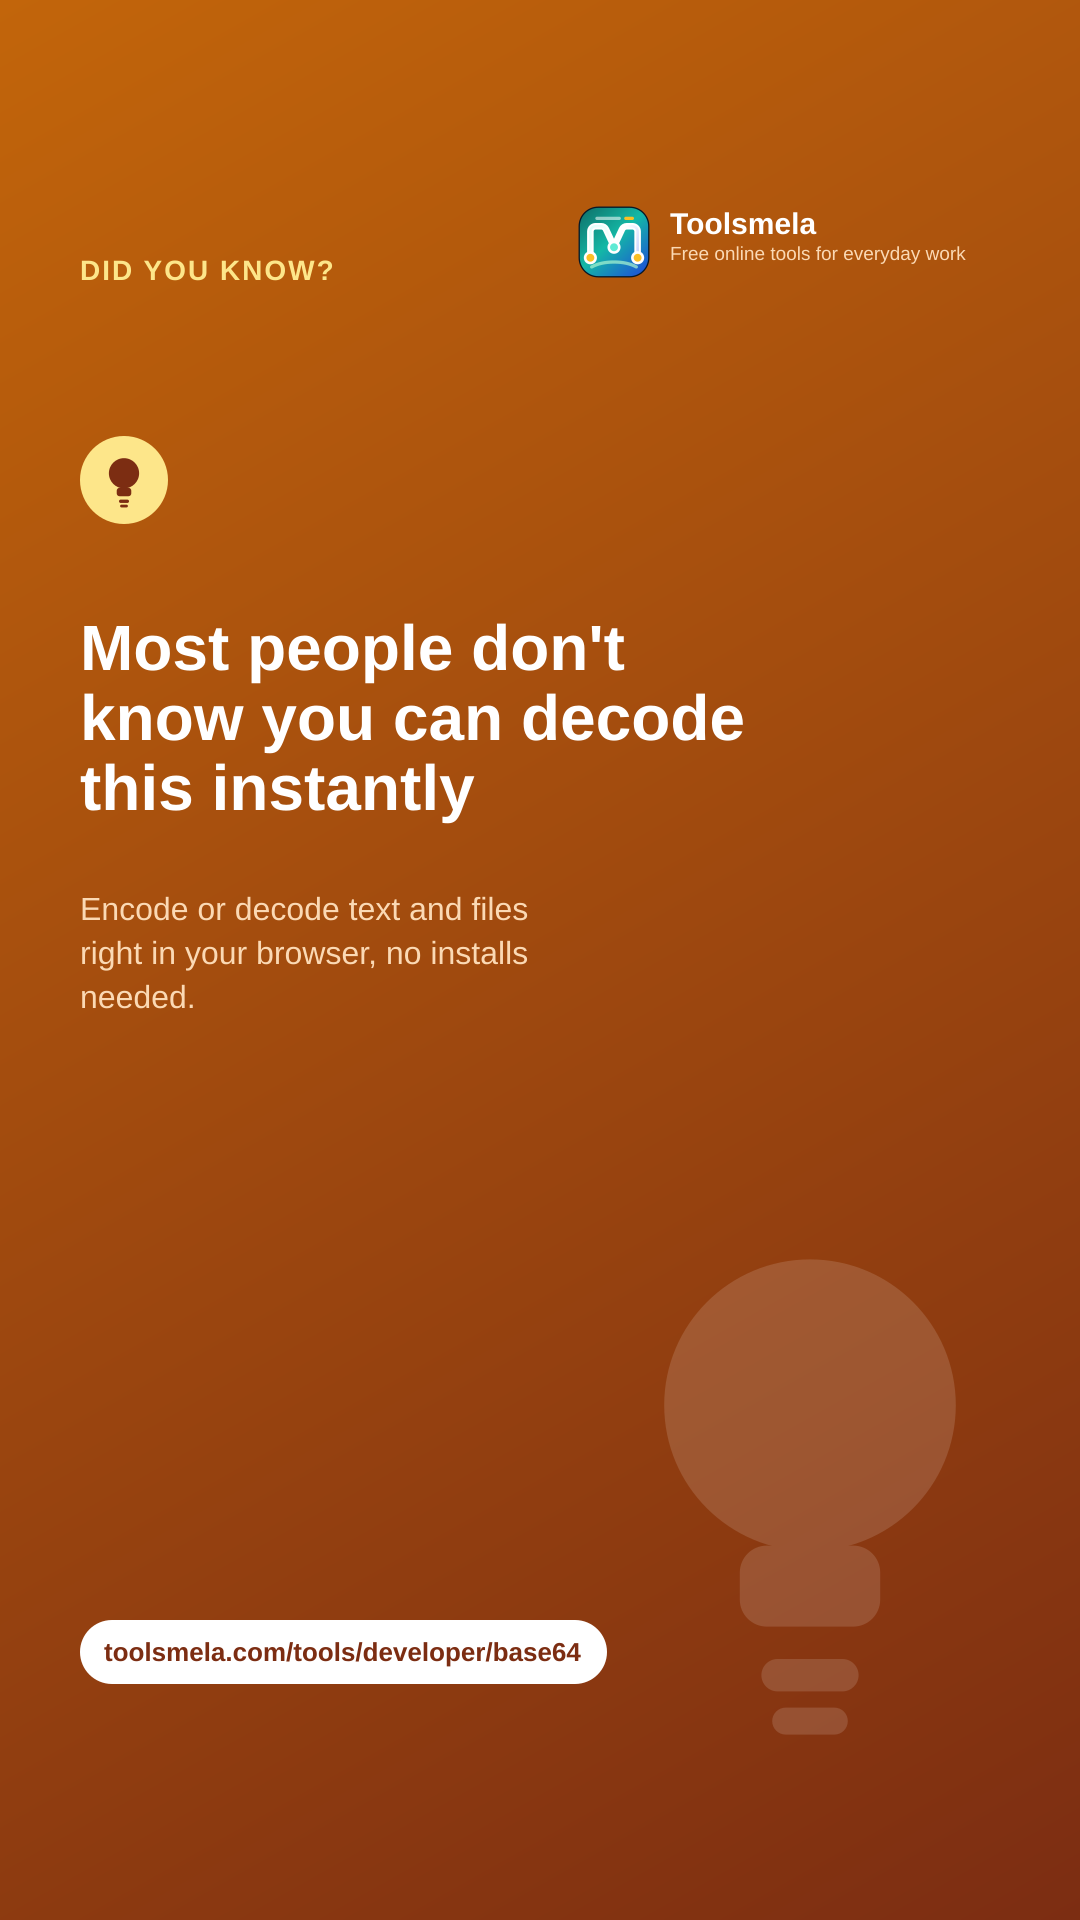 DID YOU KNOW?
Toolsmela
Free online tools for everyday work
Most people don't
know you can decode
this instantly
Encode or decode text and files
right in your browser, no installs
needed.
toolsmela.com/tools/developer/base64